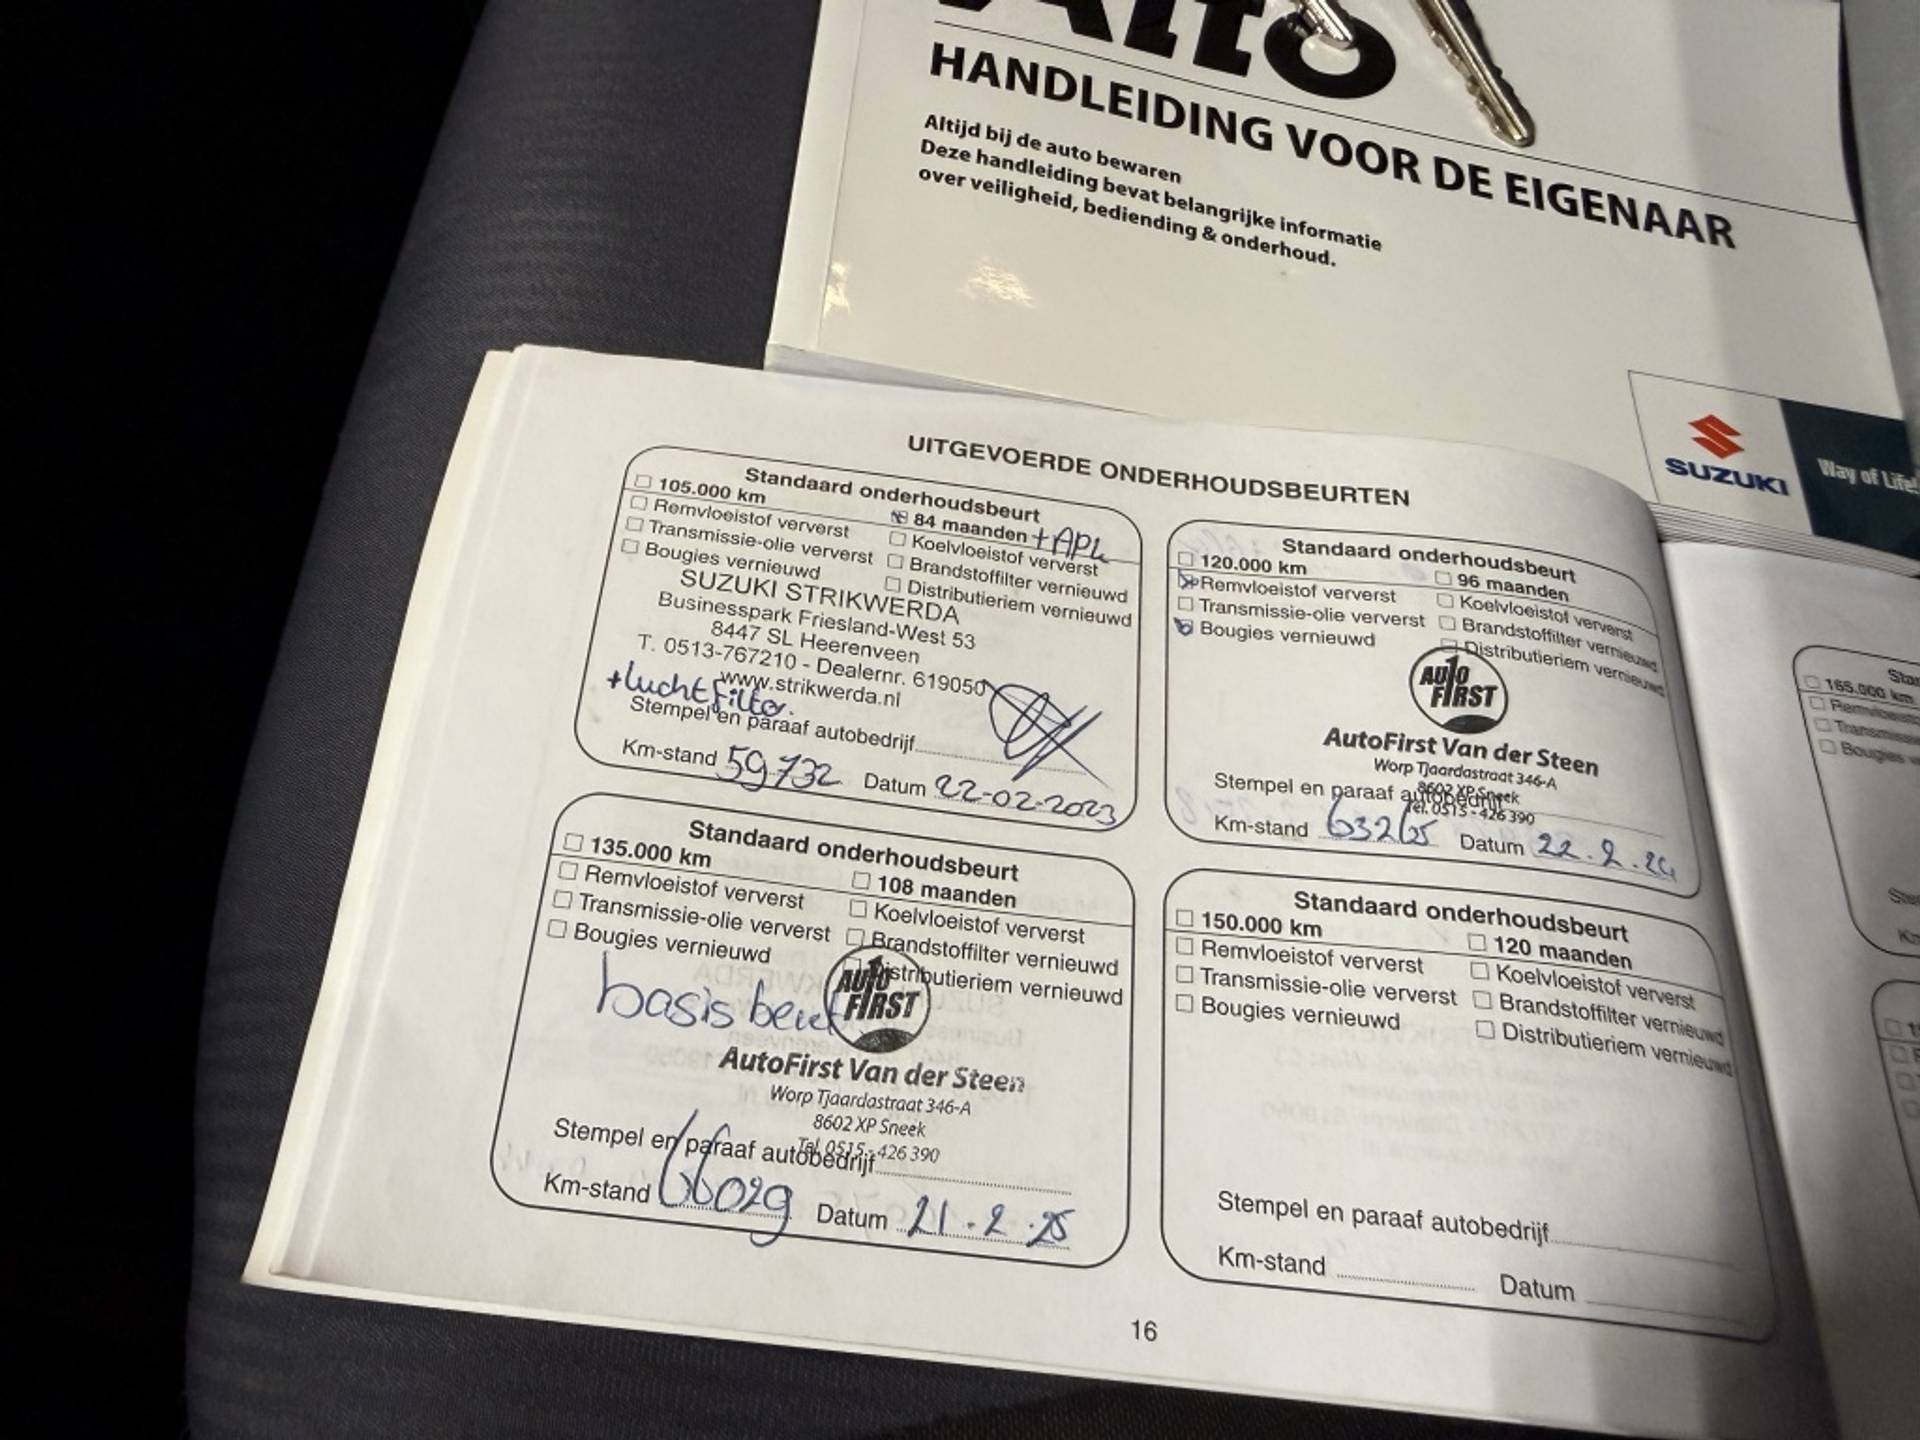 Alto
HANDLEIDING VOOR DE EIGENAAR
Altijd bij de auto bewaren
Deze handleiding bevat belangrijke informatie
over veiligheid, bediending & onderhoud.
SUZUKI
Way of Life!
UITGEVOERDE ONDERHOUDSBEURTEN
Standaard onderhoudsbeurt
105.000 km
84 maanden + APK
Remvloeistof ververst
Koelvloeistof ververst
Transmissie-olie ververst
Brandstoffilter vernieuwd
Bougies vernieuwd
Distributieriem vernieuwd
SUZUKI STRIKWERDA
Businesspark Friesland-West 53
8447 SL Heerenveen
T. 0513-767210 - Dealernr. 619050
www.strikwerda.nl
+luchtfilter.
Stempel en paraaf autobedrijf
Km-stand 59732 Datum 22-02-2023
Standaard onderhoudsbeurt
120.000 km
96 maanden
Remvloeistof ververst
Koelvloeistof ververst
Transmissie-olie ververst
Brandstoffilter vernieuwd
Bougies vernieuwd
Distributieriem vernieuwd
AUTO
FIRST
AutoFirst Van der Steen
Worp Tjaardastraat 346-A
8602 XP Sneek
Tel. 0515 - 426 390
Stempel en paraaf autobedrijf
Km-stand Datum 22.2.24
Standaard onderhoudsbeurt
135.000 km
108 maanden
Remvloeistof ververst
Koelvloeistof ververst
Transmissie-olie ververst
Brandstoffilter vernieuwd
Bougies vernieuwd
Distributieriem vernieuwd
basis beurt
AUTO
FIRST
AutoFirst Van der Steen
Worp Tjaardastraat 346-A
8602 XP Sneek
Tel. 0515 - 426 390
Stempel en paraaf autobedrijf
Km-stand 66029 Datum 21.2.25
Standaard onderhoudsbeurt
150.000 km
120 maanden
Remvloeistof ververst
Koelvloeistof ververst
Transmissie-olie ververst
Brandstoffilter vernieuwd
Bougies vernieuwd
Distributieriem vernieuwd
Stempel en paraaf autobedrijf
Km-stand Datum
16
165.000 km